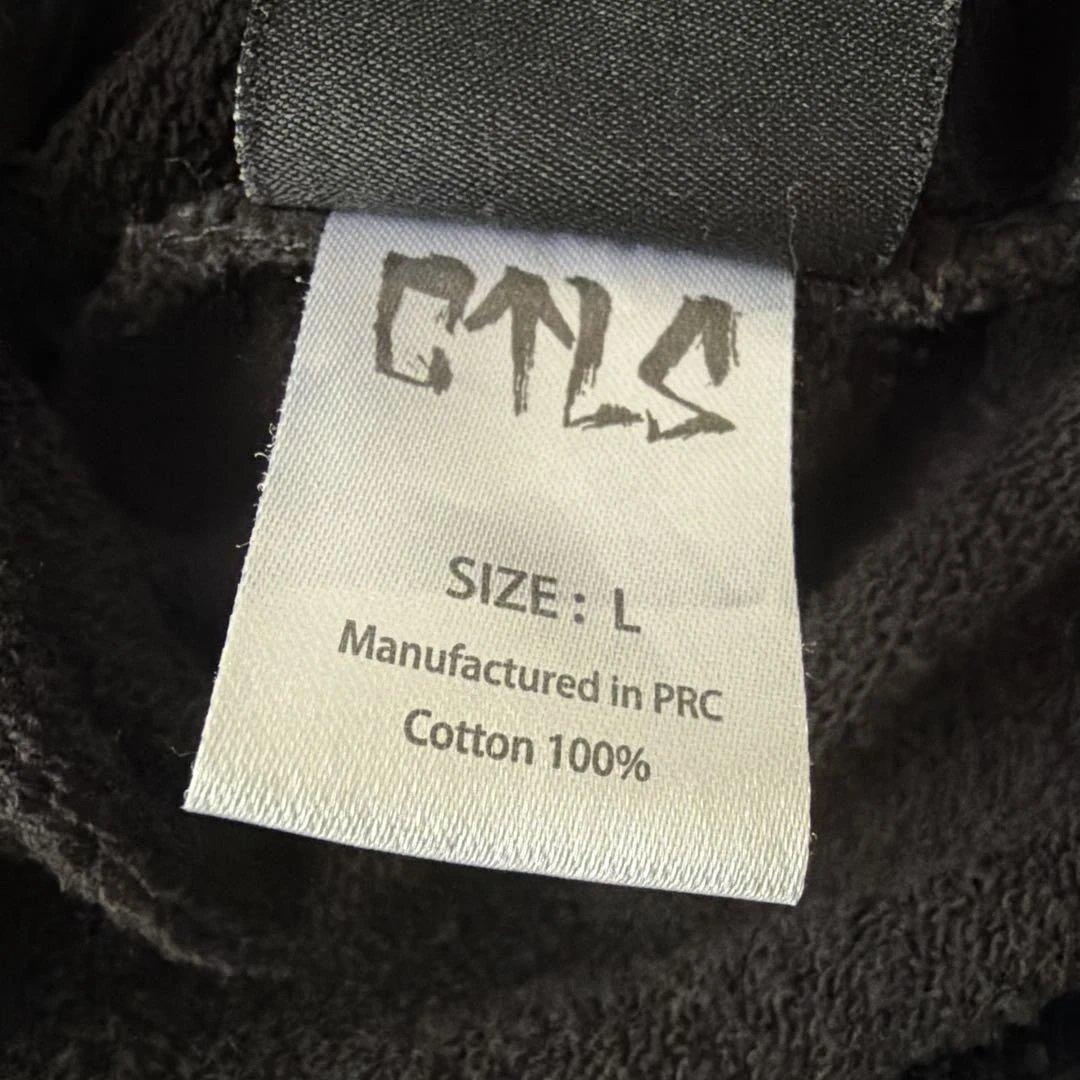 CTLS
SIZE: L
Manufactured in PRC
Cotton 100%